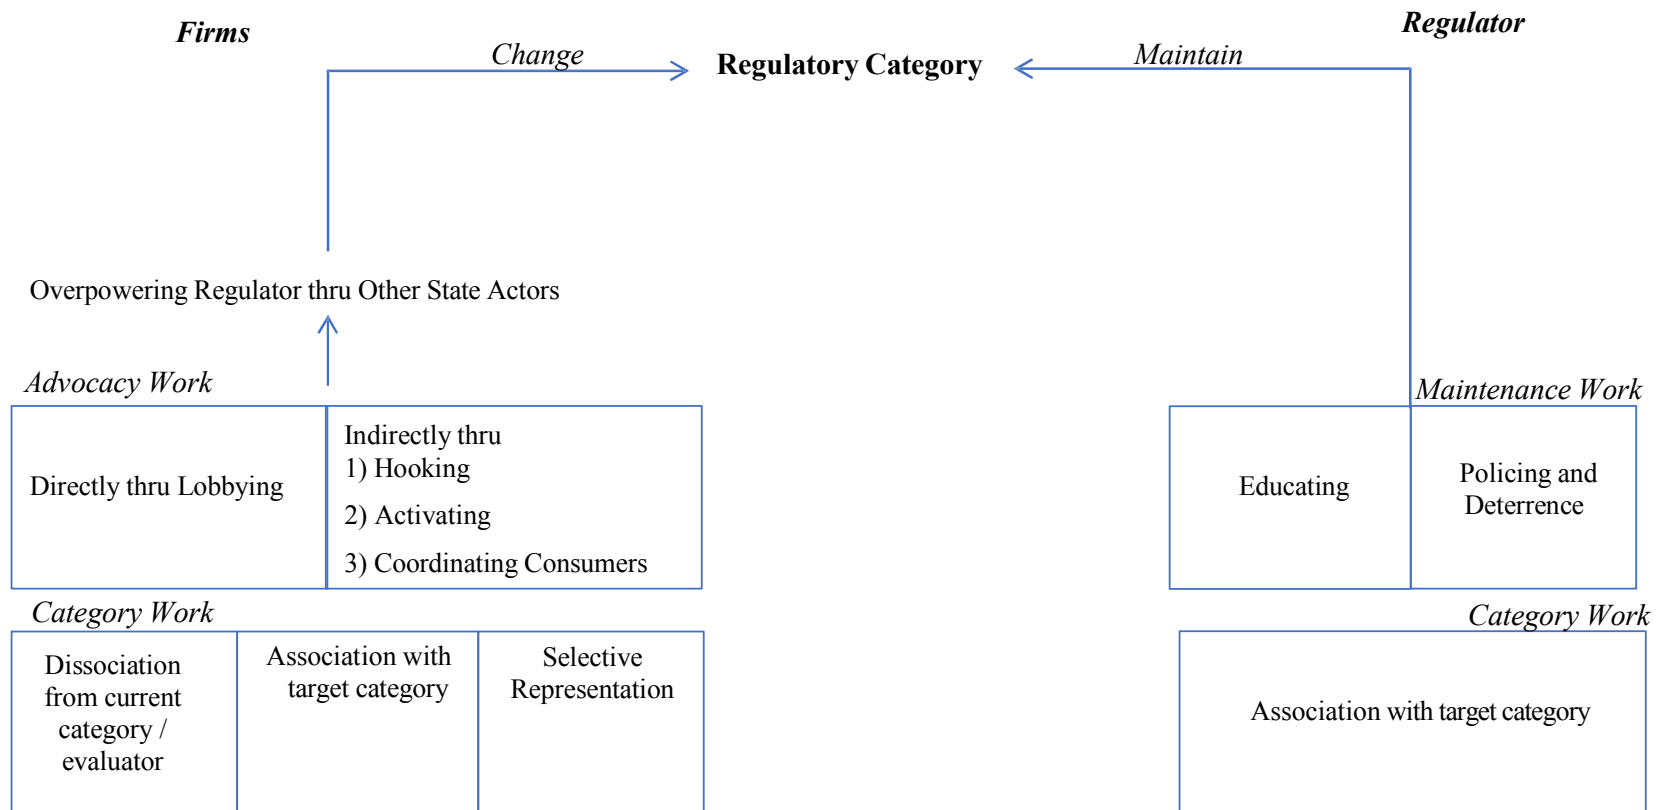 Firms
Regulator
Change
Regulatory Category
Maintain
Overpowering Regulator thru Other State Actors
Advocacy Work
Directly thru Lobbying
Indirectly thru
1) Hooking
2) Activating
3) Coordinating Consumers
Maintenance Work
Educating
Policing and
Deterrence
Category Work
Dissociation
from current
category /
evaluator
Association with
target category
Selective
Representation
Category Work
Association with target category